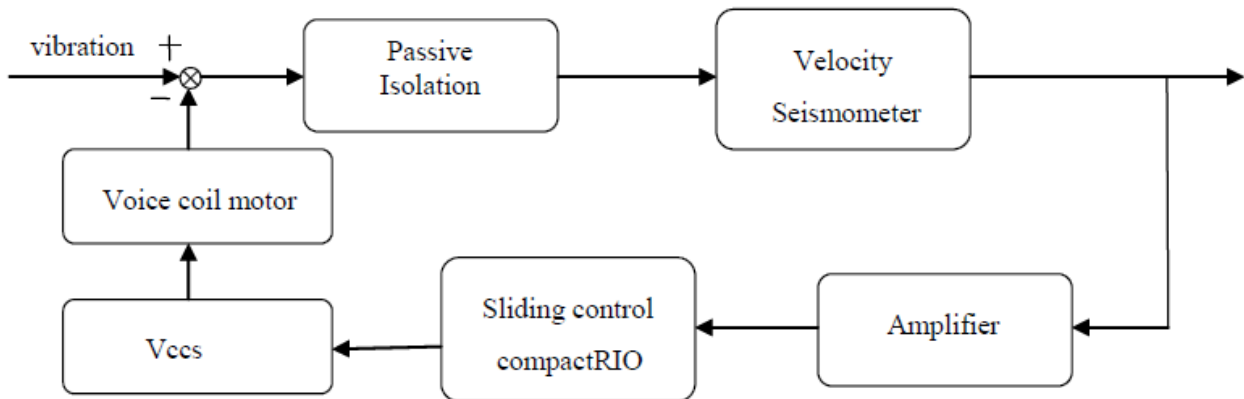 vibration
+
−
Passive
Isolation
Velocity
Seismometer
Voice coil motor
Vccs
Sliding control
compactRIO
Amplifier